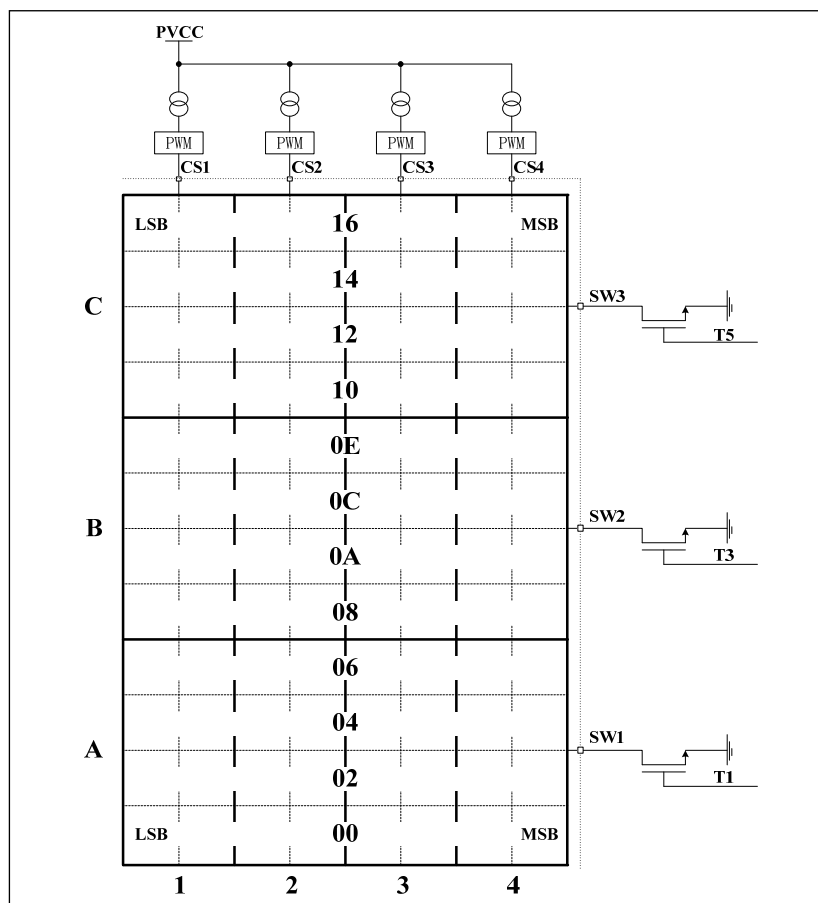 PVCC
PWM PWM PWM PWM
CS1 CS2 CS3 CS4
LSB 16 MSB
14
SW3
C
12
T5
10
0E
0C
SW2
B
0A
T3
08
06
04
SW1
A
02
T1
LSB 00 MSB
1 2 3 4